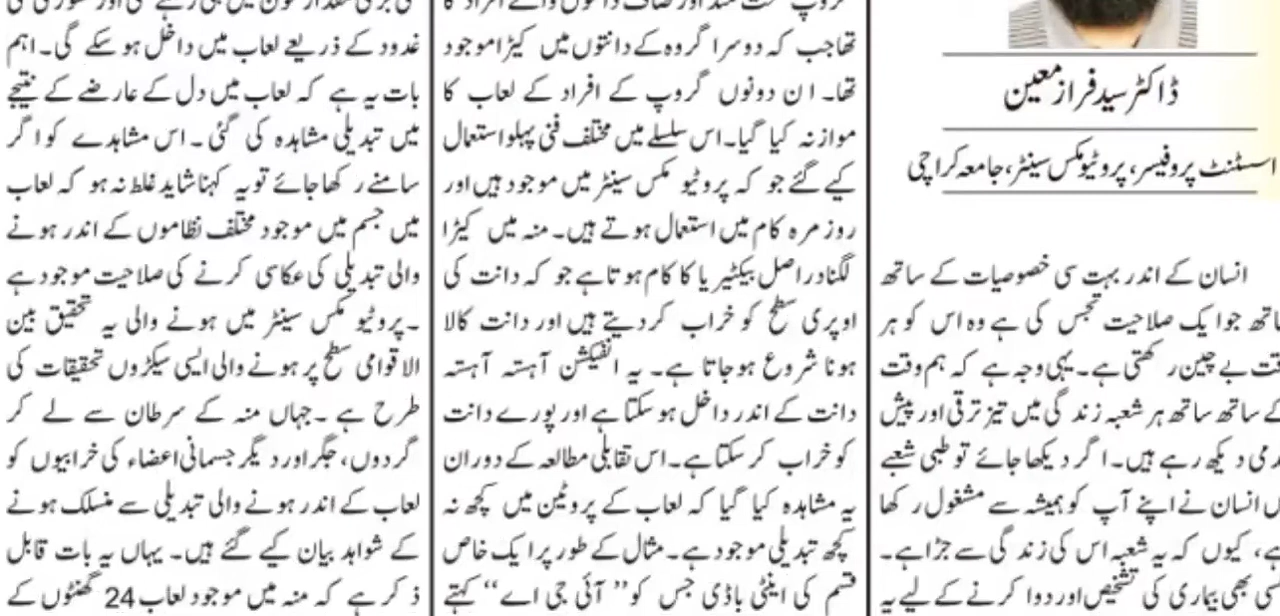 ڈاکٹر سید فراز معین
اسسٹنٹ پروفیسر، پروٹیومکس سینٹر، جامعہ کراچی
انسان کے اندر بہت سی خصوصیات کے ساتھ
جو ایک صلاحیت تجسس کی ہے وہ اس کو ہر
بے چین رکھتی ہے۔ یہی وجہ ہے کہ ہم وقت
کے ساتھ ساتھ ہر شعبہ زندگی میں تیز ترقی اور پیش
دیکھ رہے ہیں۔ اگر دیکھا جائے تو طبی شعبے
انسان نے اپنے آپ کو ہمیشہ سے مشغول رکھا
ہے، کیوں کہ یہ شعبہ اس کی زندگی سے جڑا ہے۔
بھی بیماری کی تشخیص اور دوا کرنے کے لیے یہ
تھا جب کہ دوسرا گروہ کے دانتوں میں کیڑا موجود
تھا۔ ان دونوں گروپ کے افراد کے لعاب کا
موازنہ کیا گیا۔ اس سلسلے میں مختلف فنی پہلو استعمال
کیے گئے جو کہ پروٹیو مکس سینٹر میں موجود ہیں اور
روز مرہ کام میں استعمال ہوتے ہیں۔ منہ میں کیڑا
لگنا دراصل بیکٹیریا کا کام ہوتا ہے جو کہ دانت کی
اوپری سطح کو خراب کردیتے ہیں اور دانت کالا
ہونا شروع ہوجاتا ہے۔ یہ انفیکشن آہستہ آہستہ
دانت کے اندر داخل ہو سکتا ہے اور پورے دانت
کو خراب کر سکتا ہے۔ اس تقابلی مطالعہ کے دوران
یہ مشاہدہ کیا گیا کہ لعاب کے پروٹین میں کچھ نہ
کچھ تبدیلی موجود ہے۔ مثال کے طور پر ایک خاص
قسم کی اینٹی باڈی جس کو ’’آئی جی اے‘‘ کہتے
غدود کے ذریعے لعاب میں داخل ہو سکے گی۔ اہم
بات یہ ہے کہ لعاب میں دل کے عارضے کے نتیجے
میں تبدیلی مشاہدہ کی گئی۔ اس مشاہدے کو اگر
سامنے رکھا جائے تو یہ کہنا شاید غلط نہ ہو کہ لعاب
میں جسم میں موجود مختلف نظاموں کے اندر ہونے
والی تبدیلی کی عکاسی کرنے کی صلاحیت موجود ہے
۔پروٹیو مکس سینٹر میں ہونے والی یہ تحقیق بین
الاقوامی سطح پر ہونے والی ایسی سیکڑوں تحقیقات کی
طرح ہے ۔جہاں منہ کے سرطان سے لے کر
گردوں، جگر اور دیگر جسمانی اعضاء کی خرابیوں کو
لعاب کے اندر ہونے والی تبدیلی سے منسلک ہونے
کے شواہد بیان کیے گئے ہیں۔ یہاں یہ بات قابل
ذکر ہے کہ منہ میں موجود لعاب 24 گھنٹوں کے